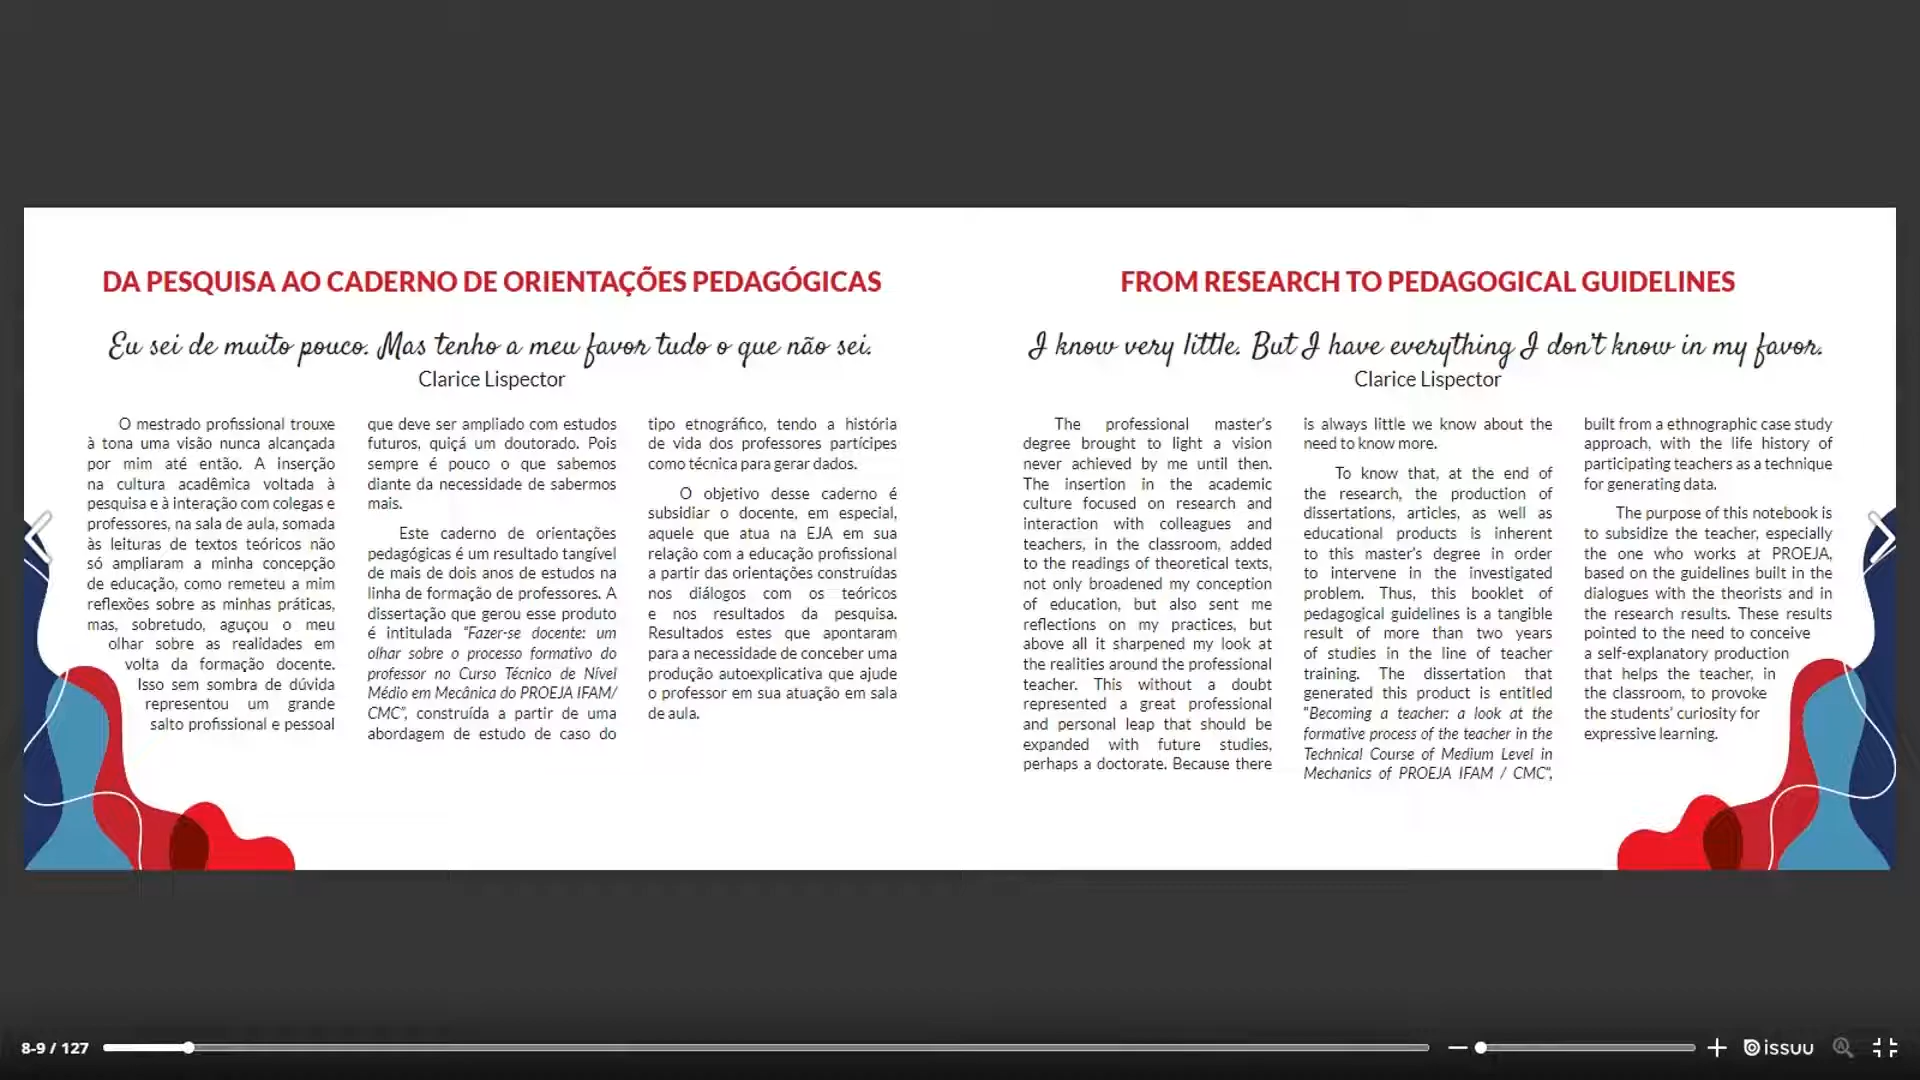 DA PESQUISA AO CADERNO DE ORIENTAÇÕES PEDAGÓGICAS
Eu sei de muito pouco. Mas tenho a meu favor tudo o que não sei.
Clarice Lispector
O mestrado profissional trouxe
à tona uma visão nunca alcançada
por mim até então. A inserção
na cultura acadêmica voltada à
pesquisa e à interação com colegas e
professores, na sala de aula, somada
às leituras de textos teóricos não
só ampliaram a minha concepção
de educação, como remeteu a mim
reflexões sobre as minhas práticas,
mas, sobretudo, aguçou o meu
olhar sobre as realidades em
volta da formação docente.
Isso sem sombra de dúvida
representou um grande
salto profissional e pessoal
que deve ser ampliado com estudos
futuros, quiçá um doutorado. Pois
sempre é pouco o que sabemos
diante da necessidade de sabermos
mais.
Este caderno de orientações
pedagógicas é um resultado tangível
de mais de dois anos de estudos na
linha de formação de professores. A
dissertação que gerou esse produto
é intitulada "Fazer-se docente: um
olhar sobre o processo formativo do
professor no Curso Técnico de Nível
Médio em Mecânica do PROEJA IFAM/
CMC", construída a partir de uma
abordagem de estudo de caso do
tipo etnográfico, tendo a história
de vida dos professores partícipes
como técnica para gerar dados.
O objetivo desse caderno é
subsidiar o docente, em especial,
aquele que atua na EJA em sua
relação com a educação profissional
a partir das orientações construídas
nos diálogos com os teóricos
e nos resultados da pesquisa.
Resultados estes que apontaram
para a necessidade de conceber uma
produção autoexplicativa que ajude
o professor em sua atuação em sala
de aula.
FROM RESEARCH TO PEDAGOGICAL GUIDELINES
I know very little. But I have everything I don't know in my favor.
Clarice Lispector
The professional master's
degree brought to light a vision
never achieved by me until then.
The insertion in the academic
culture focused on research and
interaction with colleagues and
teachers, in the classroom, added
to the readings of theoretical texts,
not only broadened my conception
of education, but also sent me
reflections on my practices, but
above all it sharpened my look at
the realities around the professional
teacher. This without a doubt
represented a great professional
and personal leap that should be
expanded with future studies,
perhaps a doctorate. Because there
is always little we know about the
need to know more.
To know that, at the end of
the research, the production of
dissertations, articles, as well as
educational products is inherent
to this master's degree in order
to intervene in the investigated
problem. Thus, this booklet of
pedagogical guidelines is a tangible
result of more than two years
of studies in the line of teacher
training. The dissertation that
generated this product is entitled
"Becoming a teacher: a look at the
formative process of the teacher in the
Technical Course of Medium Level in
Mechanics of PROEJA IFAM / CMC",
built from a ethnographic case study
approach, with the life history of
participating teachers as a technique
for generating data.
The purpose of this notebook is
to subsidize the teacher, especially
the one who works at PROEJA,
based on the guidelines built in the
dialogues with the theorists and in
the research results. These results
pointed to the need to conceive
a self-explanatory production
that helps the teacher, in
the classroom, to provoke
the students' curiosity for
expressive learning.
8-9 / 127
issuu